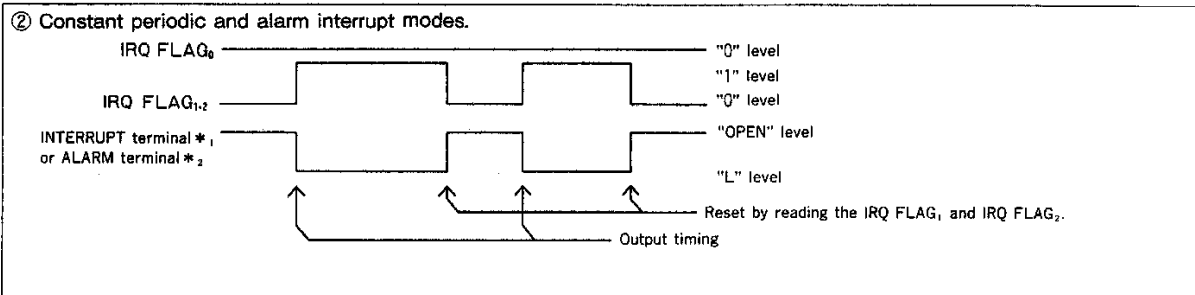 ② Constant periodic and alarm interrupt modes.
IRQ FLAG₀
"0" level
"1" level
IRQ FLAG₁₋₂
"0" level
INTERRUPT terminal *₁
or ALARM terminal *₂
"OPEN" level
"L" level
Reset by reading the IRQ FLAG₁ and IRQ FLAG₂.
Output timing